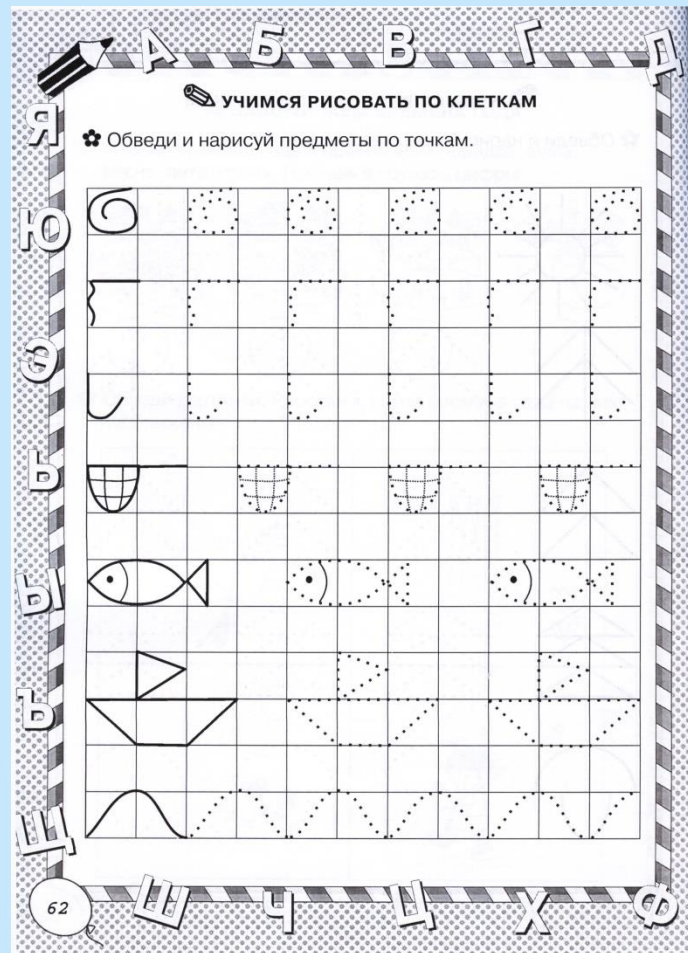 А Б В Г Д
УЧИМСЯ РИСОВАТЬ ПО КЛЕТКАМ
Обведи и нарисуй предметы по точкам.
Я
Ю
Э
Ь
Ы
Ъ
Щ
62
Ш Ч Ц Х Ф